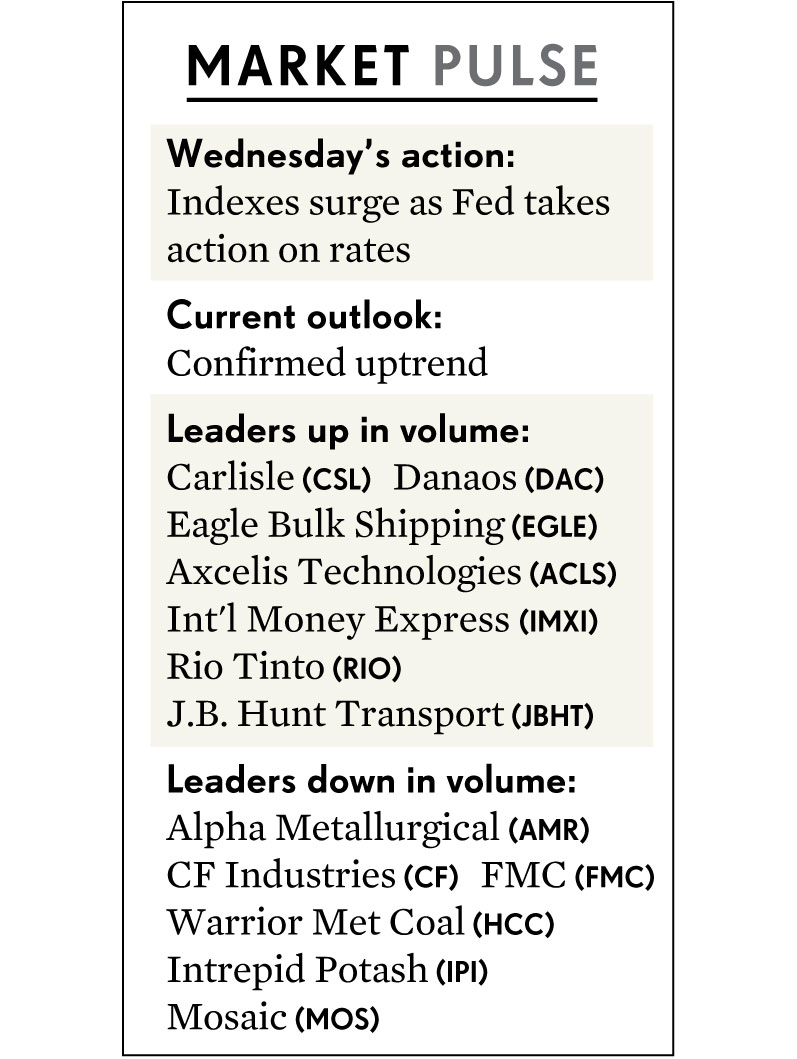 MARKET PULSE
Wednesday’s action:
Indexes surge as Fed takes
action on rates
Current outlook:
Confirmed uptrend
Leaders up in volume:
Carlisle (CSL) Danaos (DAC)
Eagle Bulk Shipping (EGLE)
Axcelis Technologies (ACLS)
Int'l Money Express (IMXI)
Rio Tinto (RIO)
J.B. Hunt Transport (JBHT)
Leaders down in volume:
Alpha Metallurgical (AMR)
CF Industries (CF) FMC (FMC)
Warrior Met Coal (HCC)
Intrepid Potash (IPI)
Mosaic (MOS)